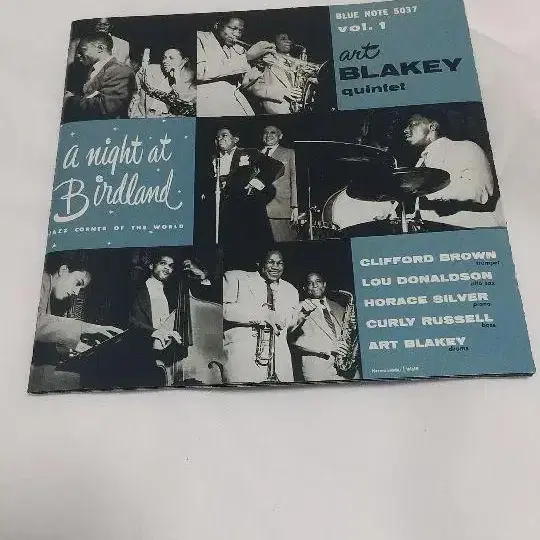 BLUE NOTE 5037
vol. 1
art
BLAKEY
quintet
a night at
Birdland
JAZZ CORNER OF THE WORLD
CLIFFORD BROWN
trumpet
LOU DONALDSON
alto sax
HORACE SILVER
piano
CURLY RUSSELL
bass
ART BLAKEY
drums